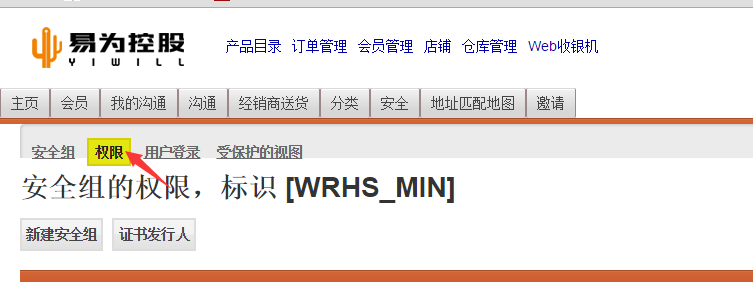 易为控股
YIWILL
产品目录 订单管理 会员管理 店铺 仓库管理 Web收银机
主页 会员 我的沟通 沟通 经销商送货 分类 安全 地址匹配地图 邀请
安全组 权限 用户登录 受保护的视图
安全组的权限，标识 [WRHS_MIN]
新建安全组 证书发行人